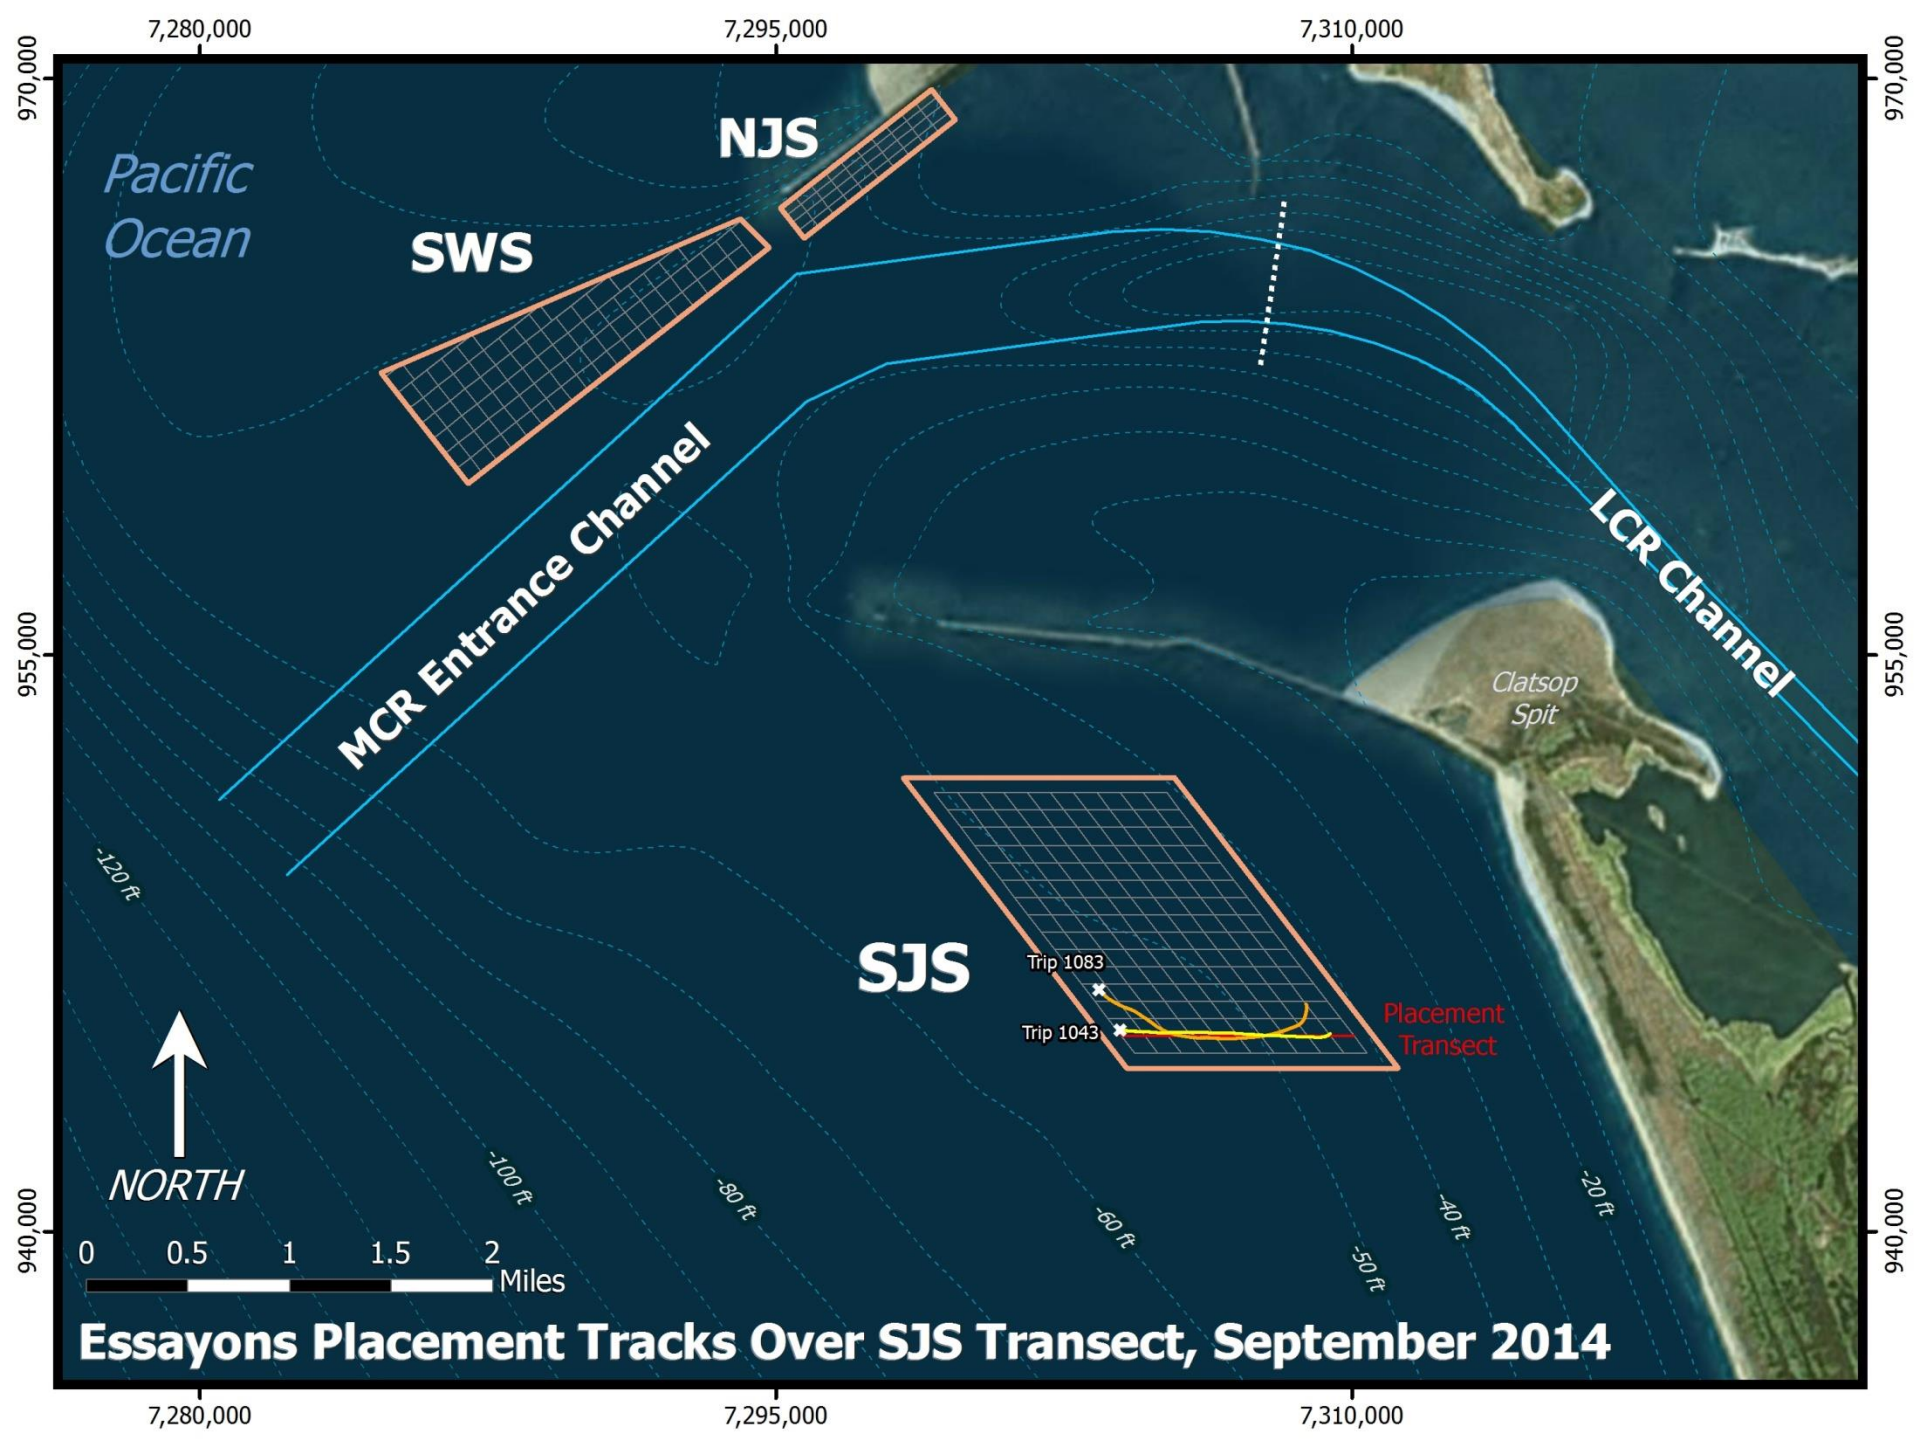 7,280,000
7,295,000
7,310,000
970,000
970,000
NJS
Pacific
Ocean
SWS
MCR Entrance Channel
LCR Channel
955,000
955,000
Clatsop
Spit
-120 ft
SJS
Trip 1083
Trip 1043
Placement
Transect
NORTH
-100 ft
-80 ft
-60 ft
-50 ft
-40 ft
-20 ft
940,000
940,000
0 0.5 1 1.5 2
Miles
Essayons Placement Tracks Over SJS Transect, September 2014
7,280,000
7,295,000
7,310,000